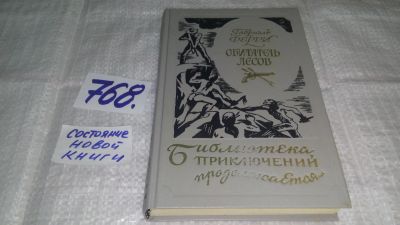 768.
СОСТОЯНИЕ
НОВОЙ
КНИГИ
Габриэль
ФЕРРИ
ОБИТАТЕЛЬ
ЛЕСОВ
Библиотека
ПРИКЛЮЧЕНИЙ
продолжается...